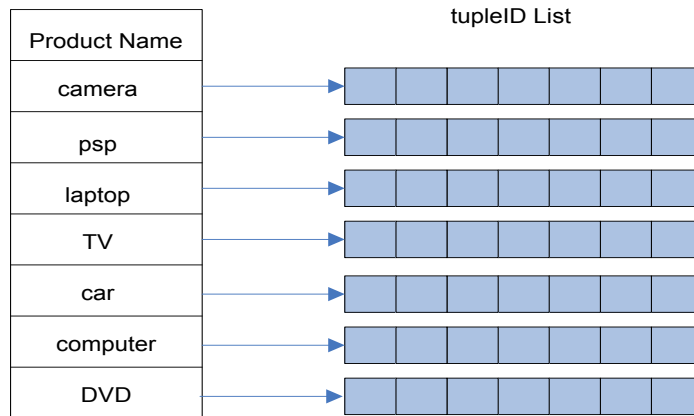 tupleID List
Product Name
camera
psp
laptop
TV
car
computer
DVD